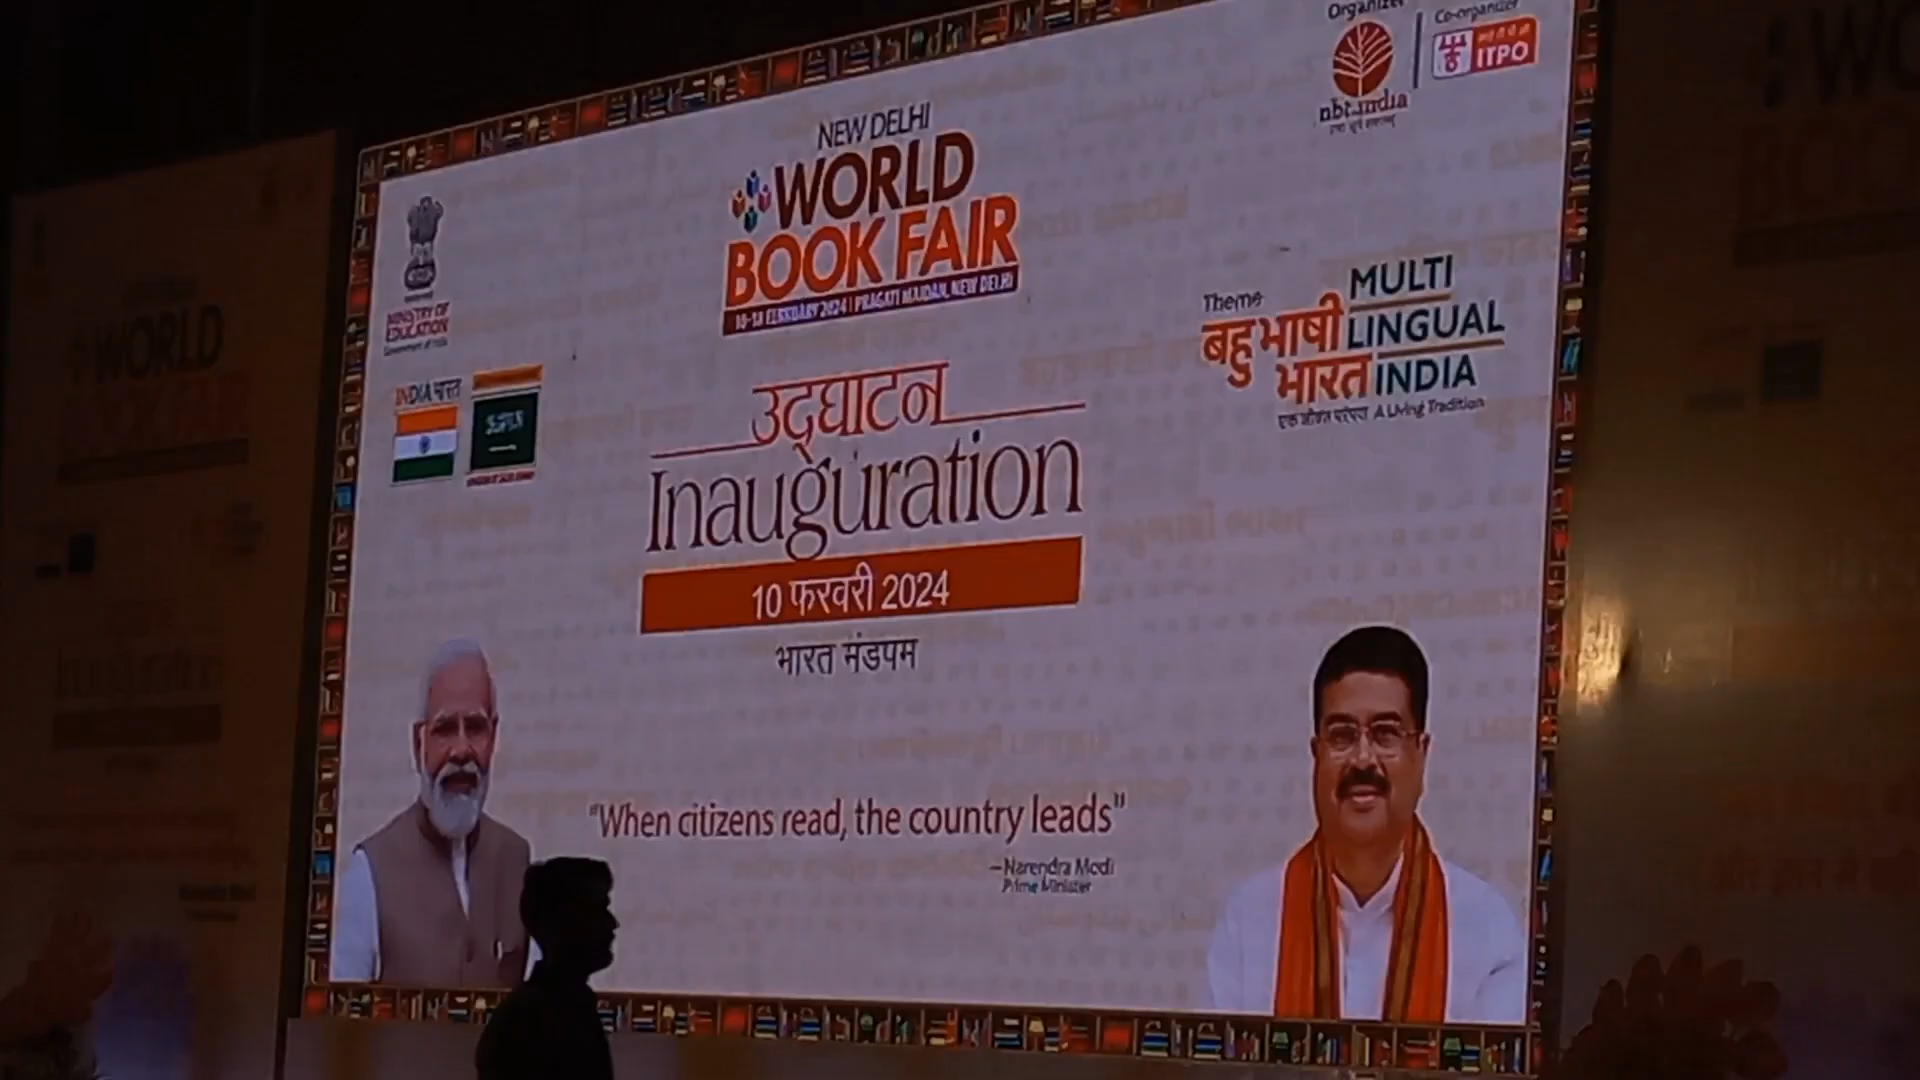 Organizer
Co-organizer
nbt.india
ITPO
NEW DELHI
WORLD
BOOK FAIR
PRAGATI MAIDAN, NEW DELHI
MINISTRY OF
EDUCATION
Government of India
INDIA भारत
Theme
बहुभाषी
भारत
MULTI
LINGUAL
INDIA
A Living Tradition
उद्घाटन
Inauguration
10 फरवरी 2024
भारत मंडपम
"When citizens read, the country leads"
—Narendra Modi
Prime Minister
WORLD